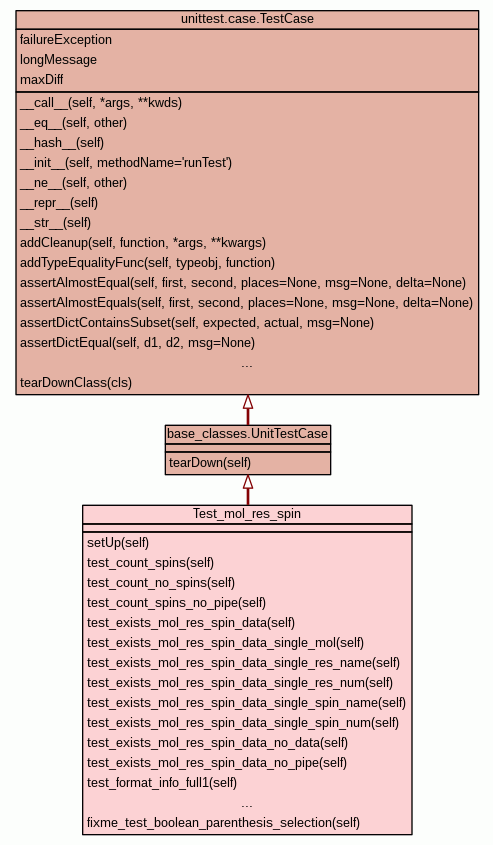 unittest.case.TestCase
failureException
longMessage
maxDiff
__call__(self, *args, **kwds)
__eq__(self, other)
__hash__(self)
__init__(self, methodName='runTest')
__ne__(self, other)
__repr__(self)
__str__(self)
addCleanup(self, function, *args, **kwargs)
addTypeEqualityFunc(self, typeobj, function)
assertAlmostEqual(self, first, second, places=None, msg=None, delta=None)
assertAlmostEquals(self, first, second, places=None, msg=None, delta=None)
assertDictContainsSubset(self, expected, actual, msg=None)
assertDictEqual(self, d1, d2, msg=None)
...
tearDownClass(cls)
base_classes.UnitTestCase
tearDown(self)
Test_mol_res_spin
setUp(self)
test_count_spins(self)
test_count_no_spins(self)
test_count_spins_no_pipe(self)
test_exists_mol_res_spin_data(self)
test_exists_mol_res_spin_data_single_mol(self)
test_exists_mol_res_spin_data_single_res_name(self)
test_exists_mol_res_spin_data_single_res_num(self)
test_exists_mol_res_spin_data_single_spin_name(self)
test_exists_mol_res_spin_data_single_spin_num(self)
test_exists_mol_res_spin_data_no_data(self)
test_exists_mol_res_spin_data_no_pipe(self)
test_format_info_full1(self)
...
fixme_test_boolean_parenthesis_selection(self)